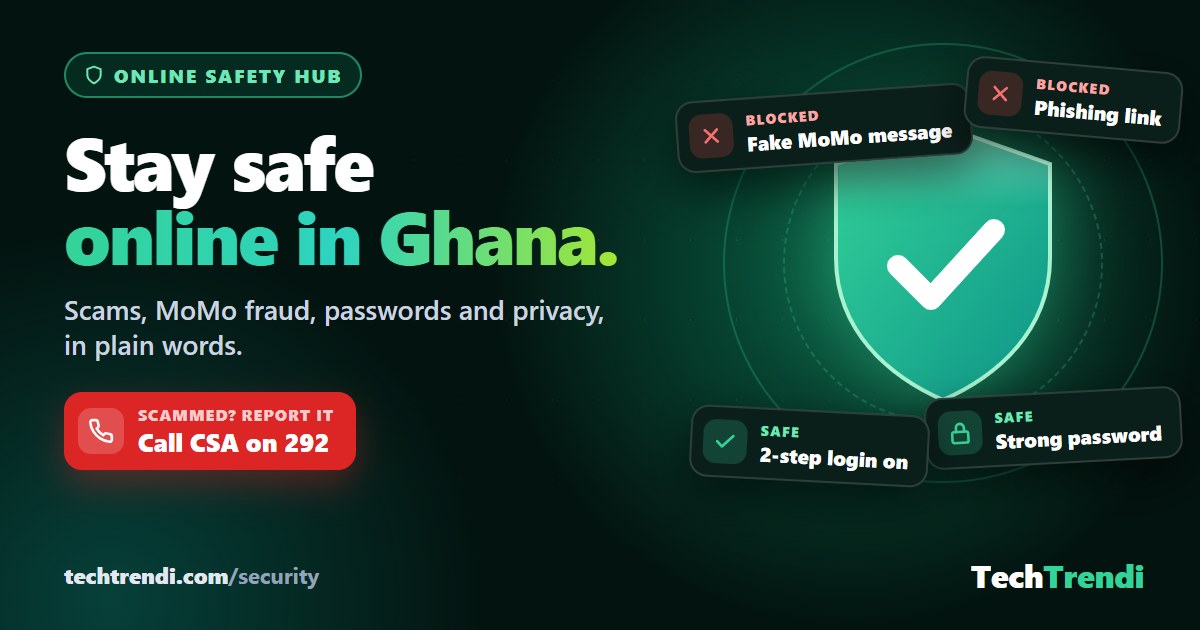 ONLINE SAFETY HUB
Stay safe
online in Ghana.
Scams, MoMo fraud, passwords and privacy,
in plain words.
SCAMMED? REPORT IT
Call CSA on 292
BLOCKED
Fake MoMo message
BLOCKED
Phishing link
SAFE
2-step login on
SAFE
Strong password
techtrendi.com/security
TechTrendi